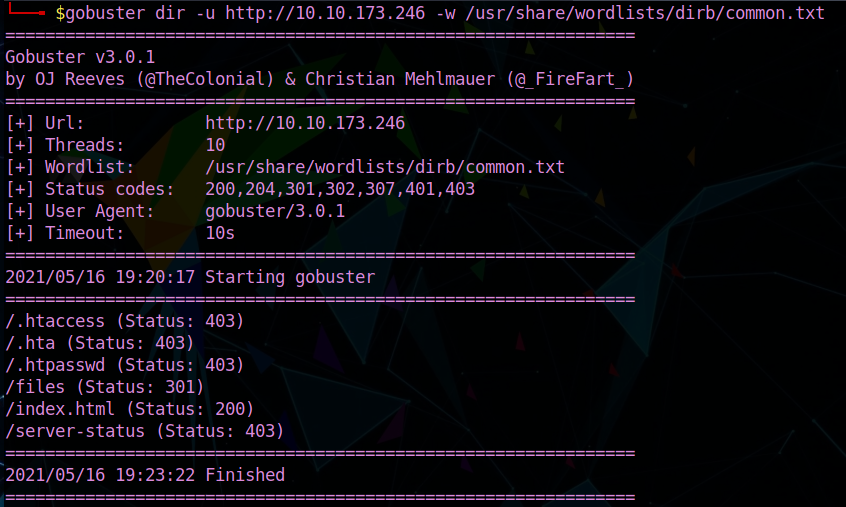 $gobuster dir -u http://10.10.173.246 -w /usr/share/wordlists/dirb/common.txt
===============================================================
Gobuster v3.0.1
by OJ Reeves (@TheColonial) & Christian Mehlmauer (@_FireFart_)
===============================================================
[+] Url:            http://10.10.173.246
[+] Threads:        10
[+] Wordlist:       /usr/share/wordlists/dirb/common.txt
[+] Status codes:   200,204,301,302,307,401,403
[+] User Agent:     gobuster/3.0.1
[+] Timeout:        10s
===============================================================
2021/05/16 19:20:17 Starting gobuster
===============================================================
/.htaccess (Status: 403)
/.hta (Status: 403)
/.htpasswd (Status: 403)
/files (Status: 301)
/index.html (Status: 200)
/server-status (Status: 403)
===============================================================
2021/05/16 19:23:22 Finished
===============================================================